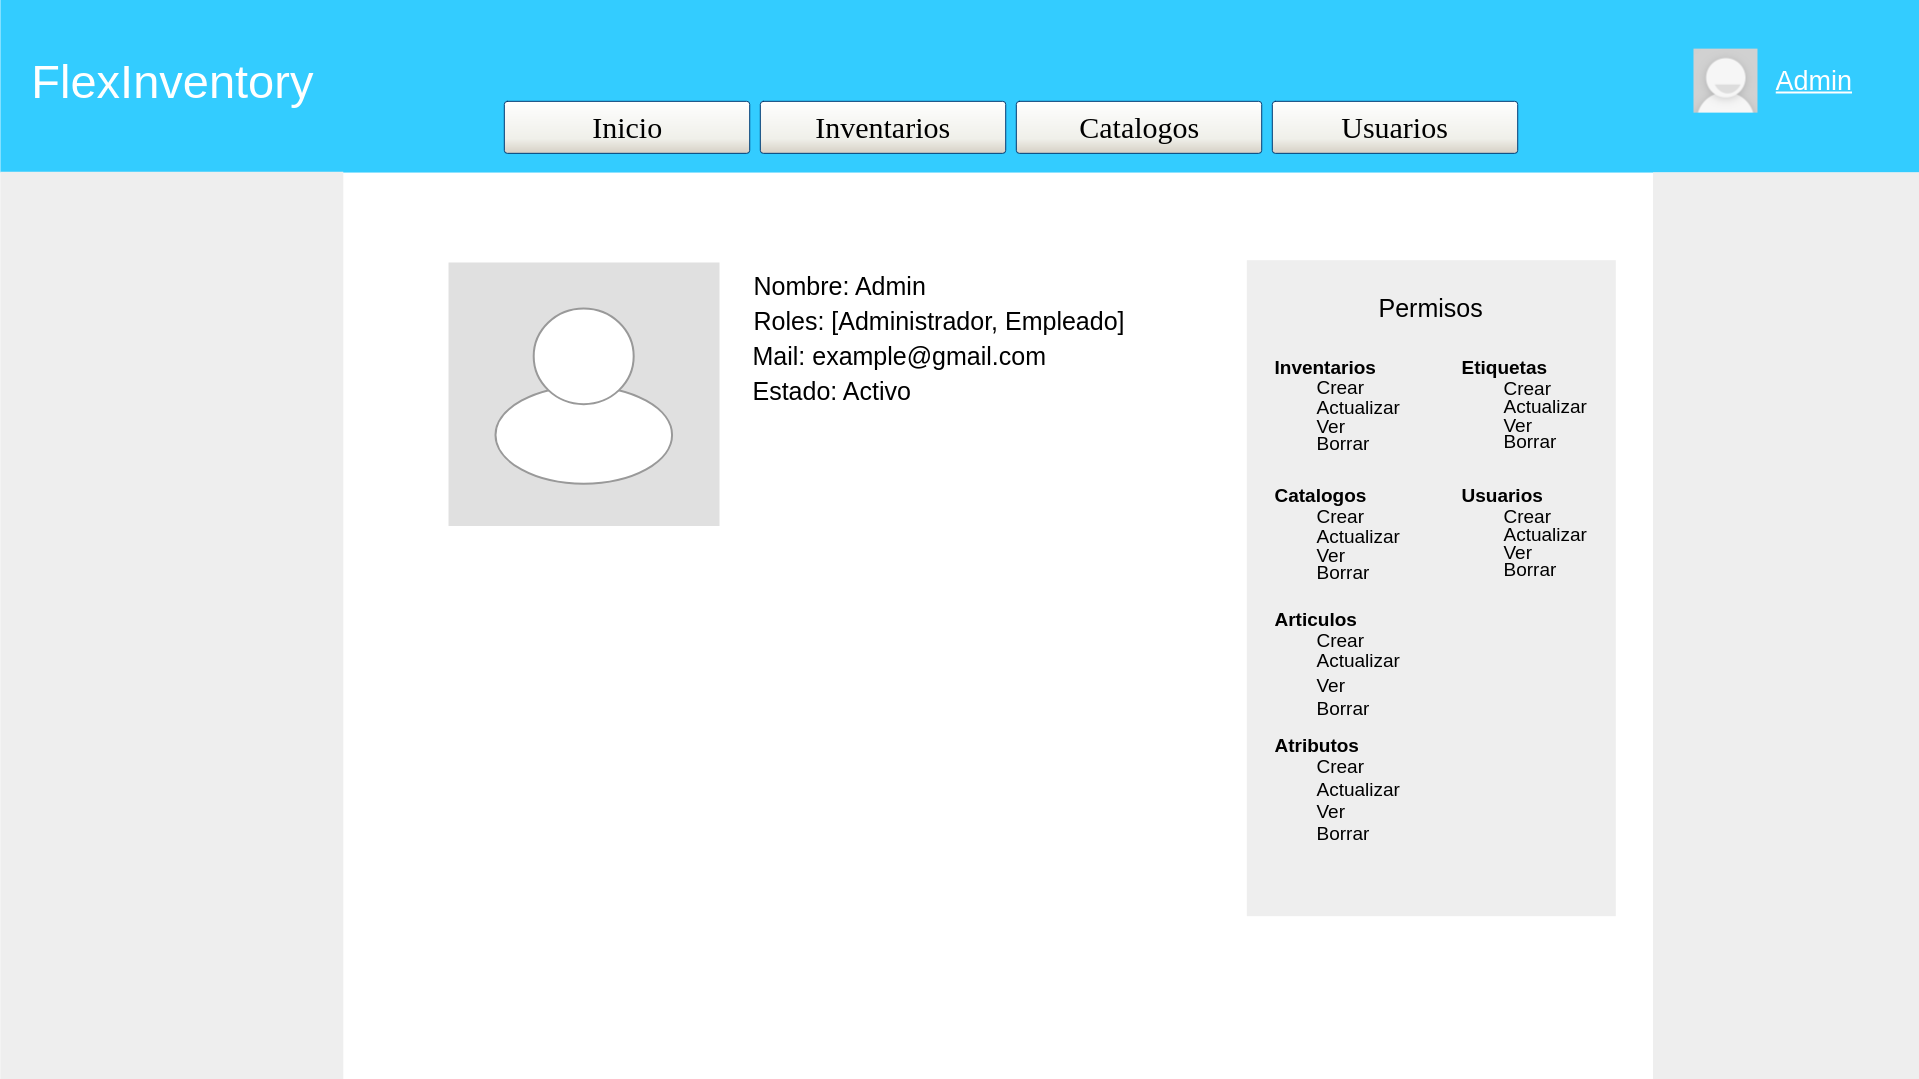 FlexInventory
Admin
Inicio
Inventarios
Catalogos
Usuarios
Nombre: Admin
Roles: [Administrador, Empleado]
Mail: example@gmail.com
Estado: Activo
Permisos
Inventarios
Crear
Actualizar
Ver
Borrar
Etiquetas
Crear
Actualizar
Ver
Borrar
Catalogos
Crear
Actualizar
Ver
Borrar
Usuarios
Crear
Actualizar
Ver
Borrar
Articulos
Crear
Actualizar
Ver
Borrar
Atributos
Crear
Actualizar
Ver
Borrar